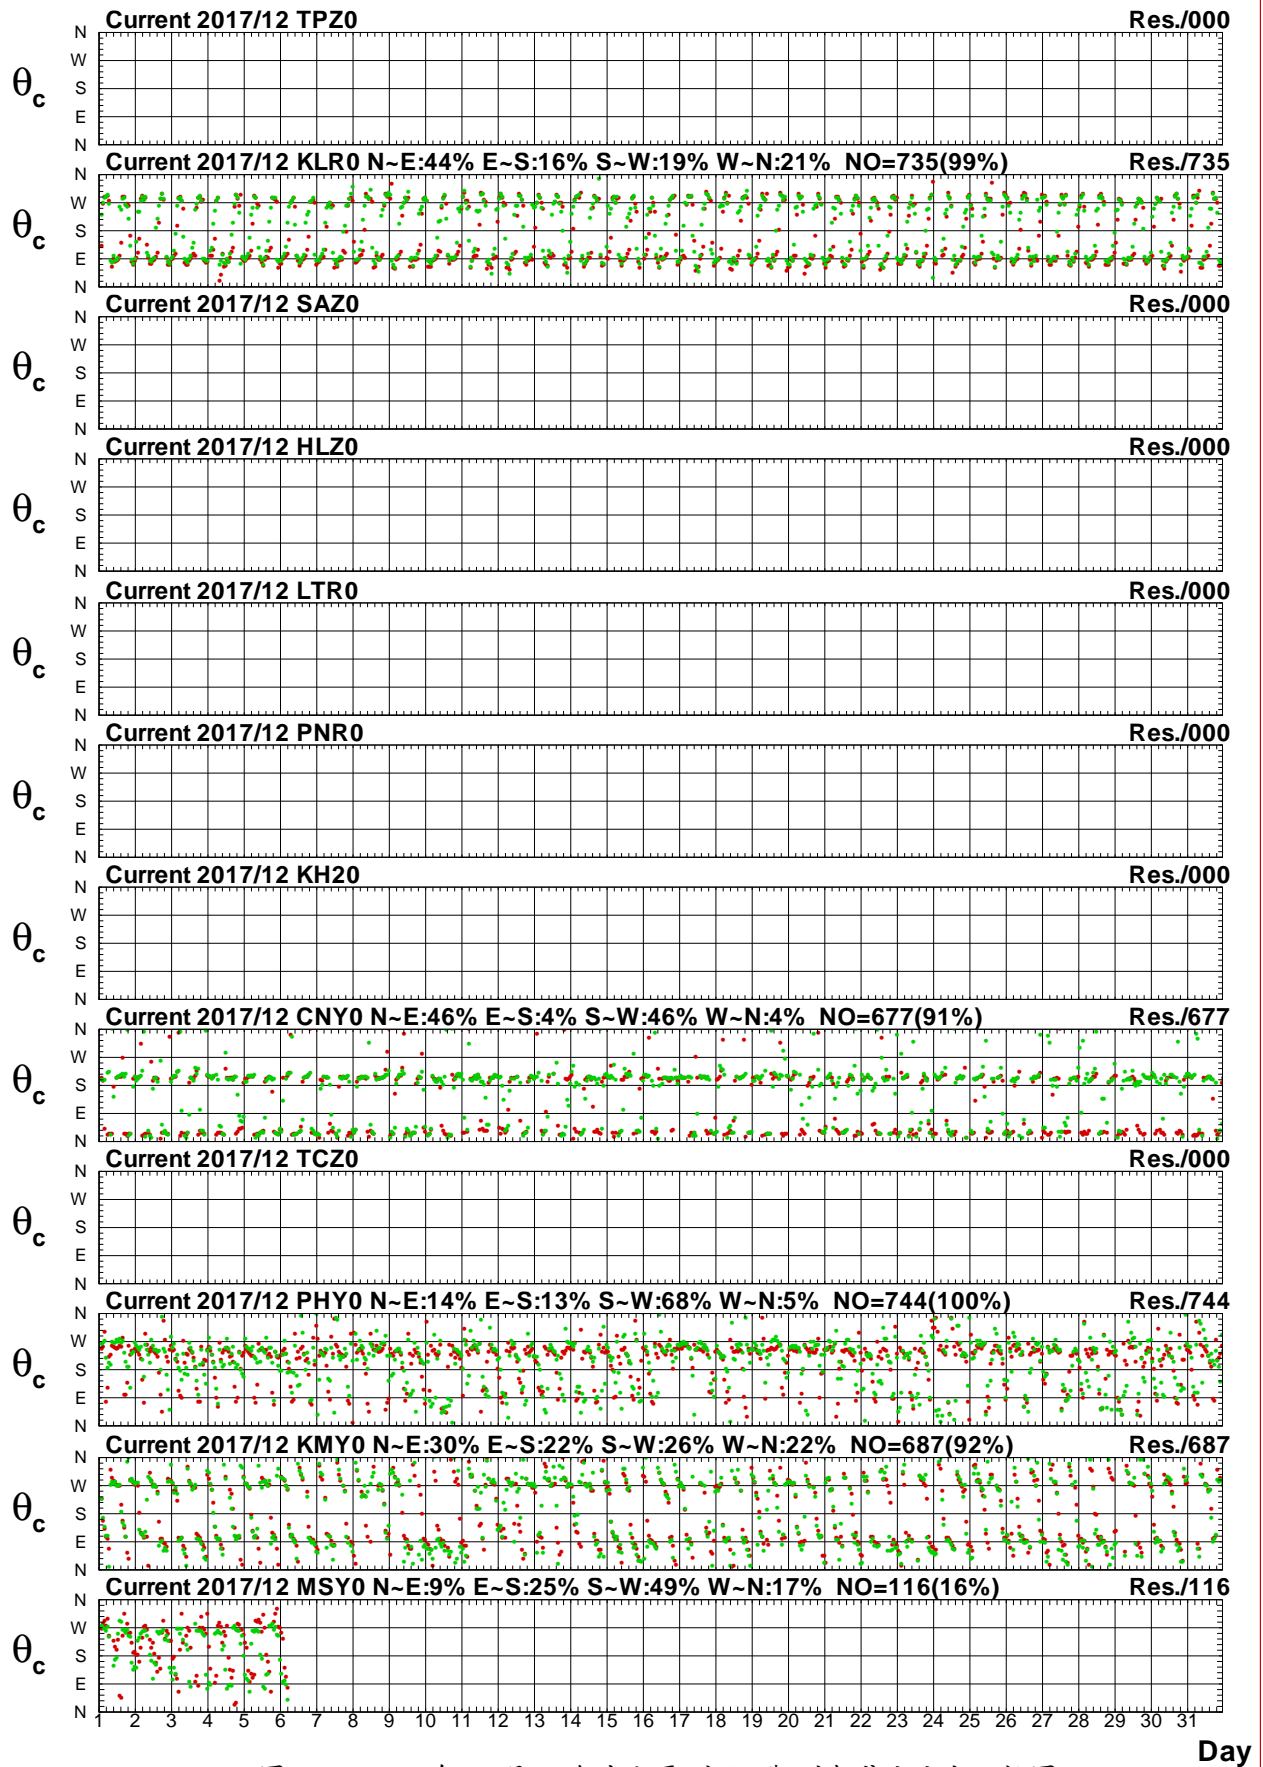 Current 2017/12 TPZ0 Res./000
N
W
θc S
E
N
Current 2017/12 KLR0 N~E:44% E~S:16% S~W:19% W~N:21% NO=735(99%) Res./735
N
W
θc S
E
N
Current 2017/12 SAZ0 Res./000
N
W
θc S
E
N
Current 2017/12 HLZ0 Res./000
N
W
θc S
E
N
Current 2017/12 LTR0 Res./000
N
W
θc S
E
N
Current 2017/12 PNR0 Res./000
N
W
θc S
E
N
Current 2017/12 KH20 Res./000
N
W
θc S
E
N
Current 2017/12 CNY0 N~E:46% E~S:4% S~W:46% W~N:4% NO=677(91%) Res./677
N
W
θc S
E
N
Current 2017/12 TCZ0 Res./000
N
W
θc S
E
N
Current 2017/12 PHY0 N~E:14% E~S:13% S~W:68% W~N:5% NO=744(100%) Res./744
N
W
θc S
E
N
Current 2017/12 KMY0 N~E:30% E~S:22% S~W:26% W~N:22% NO=687(92%) Res./687
N
W
θc S
E
N
Current 2017/12 MSY0 N~E:9% E~S:25% S~W:49% W~N:17% NO=116(16%) Res./116
N
W
θc S
E
N
1 2 3 4 5 6 7 8 9 10 11 12 13 14 15 16 17 18 19 20 21 22 23 24 25 26 27 28 29 30 31
Day